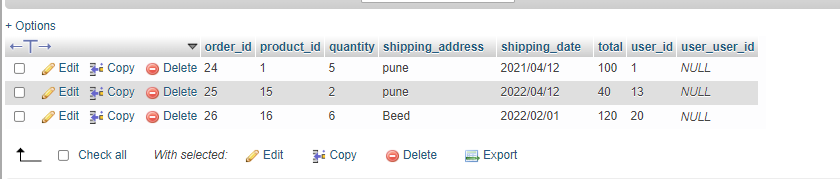 + Options
order_id product_id quantity shipping_address shipping_date total user_id user_user_id
Edit Copy Delete 24 1 5 pune 2021/04/12 100 1 NULL
Edit Copy Delete 25 15 2 pune 2022/04/12 40 13 NULL
Edit Copy Delete 26 16 6 Beed 2022/02/01 120 20 NULL
Check all With selected: Edit Copy Delete Export